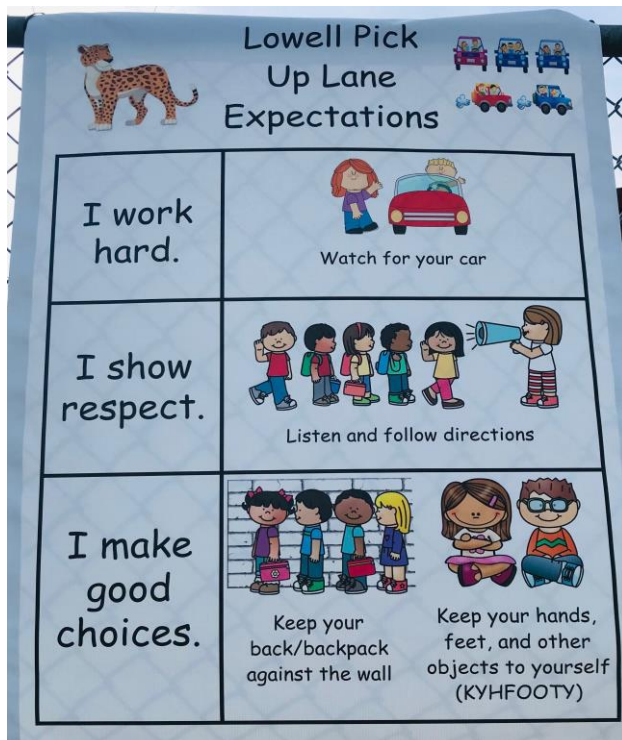 Lowell Pick
Up Lane
Expectations
I work
hard.
Watch for your car
I show
respect.
Listen and follow directions
I make
good
choices.
Keep your
back/backpack
against the wall
Keep your hands,
feet, and other
objects to yourself
(KYHFOOTY)